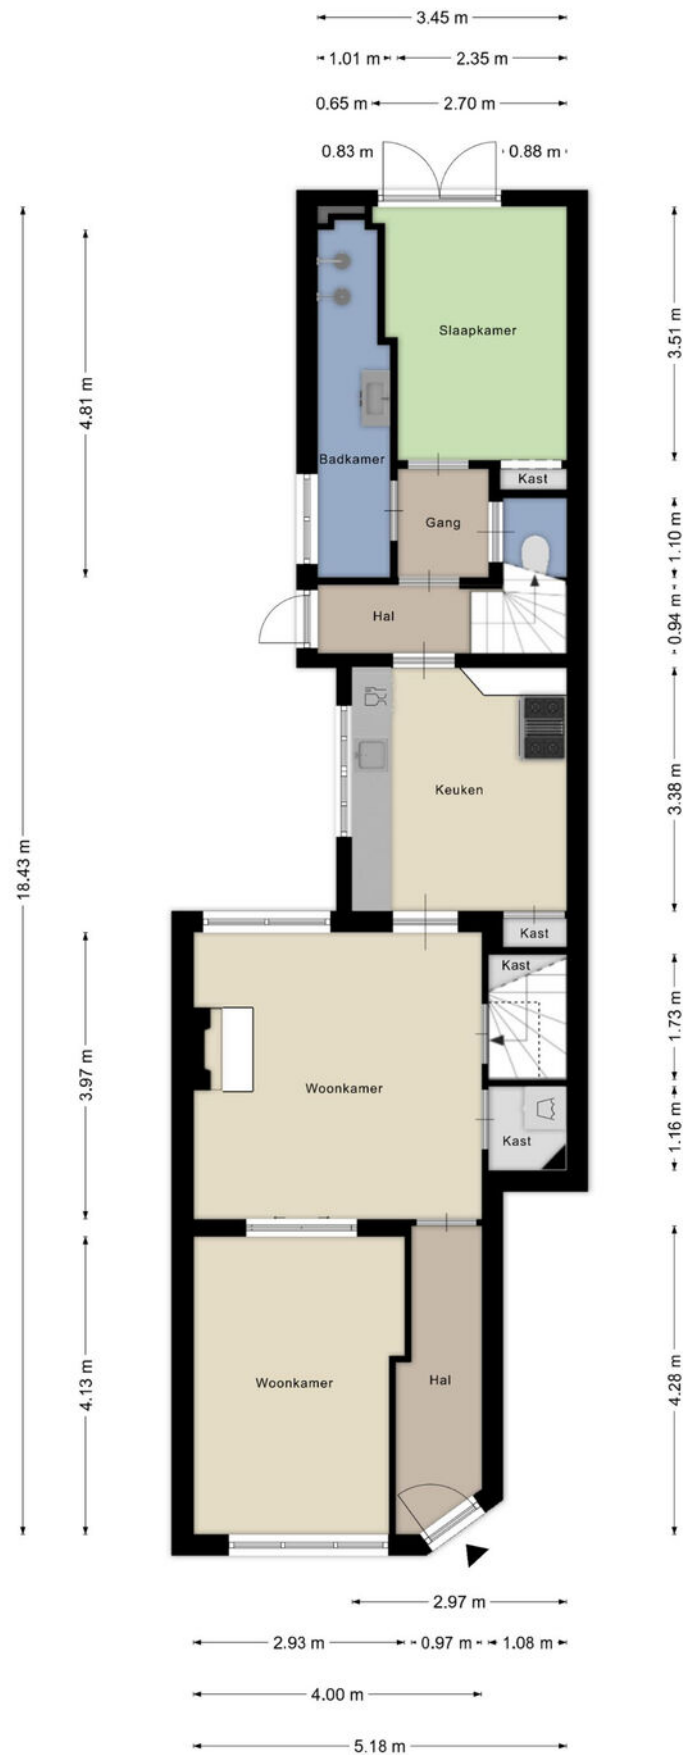 3.45 m
1.01 m 2.35 m
0.65 m 2.70 m
0.83 m 0.88 m
Slaapkamer
3.51 m
4.81 m
Badkamer
Kast
Gang
1.10 m
Hal
0.94 m
Keuken
3.38 m
18.43 m
Kast
Kast
1.73 m
3.97 m
Woonkamer
Kast
1.16 m
Woonkamer
Hal
4.13 m
4.28 m
2.97 m
2.93 m 0.97 m 1.08 m
4.00 m
5.18 m